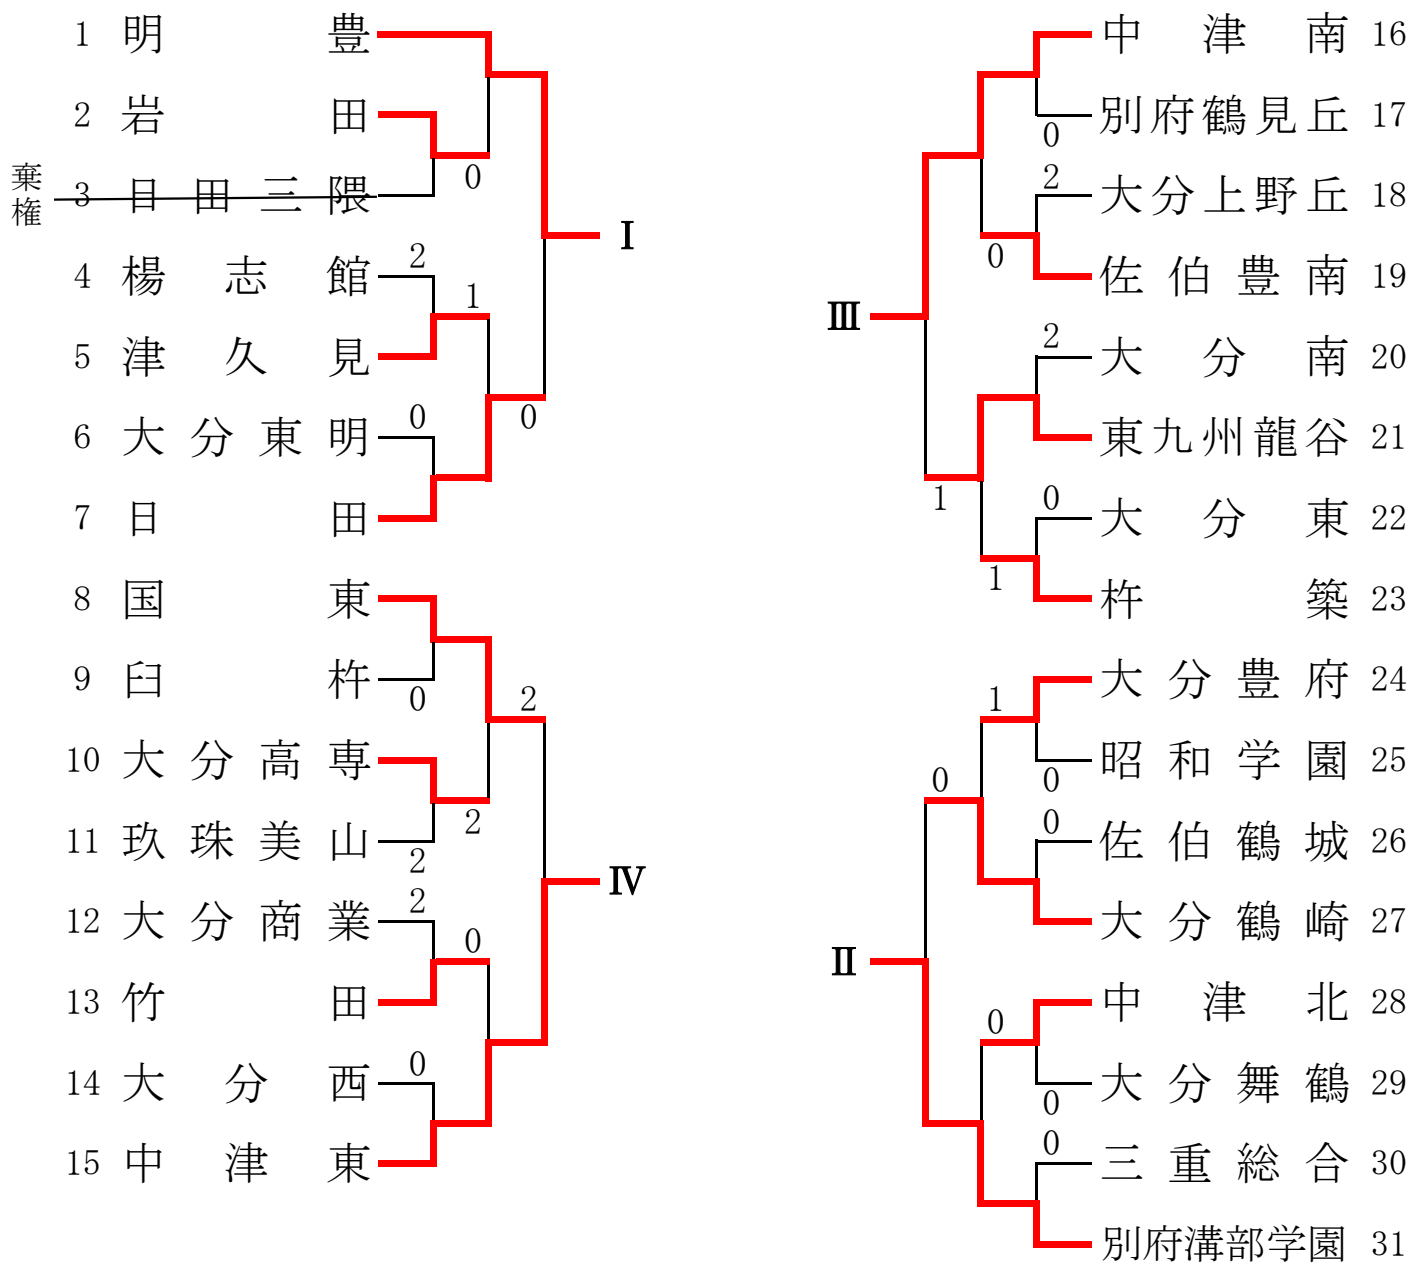 1 明豊
2 岩田
0
棄権
3 日田三隈
I
4 楊志館
2
1
5 津久見
6 大分東明
0
0
7 日田
8 国東
9 臼杵
0
2
10 大分高専
2
11 玖珠美山
2
IV
12 大分商業
2
0
13 竹田
14 大分西
0
15 中津東
中津南 16
別府鶴見丘 17
0
2
大分上野丘 18
0
佐伯豊南 19
III
2
大分南 20
東九州龍谷 21
1
0
大分東 22
1
杵築 23
1
大分豊府 24
昭和学園 25
0
0
0
佐伯鶴城 26
大分鶴崎 27
II
0
中津北 28
大分舞鶴 29
0
0
三重総合 30
別府溝部学園 31